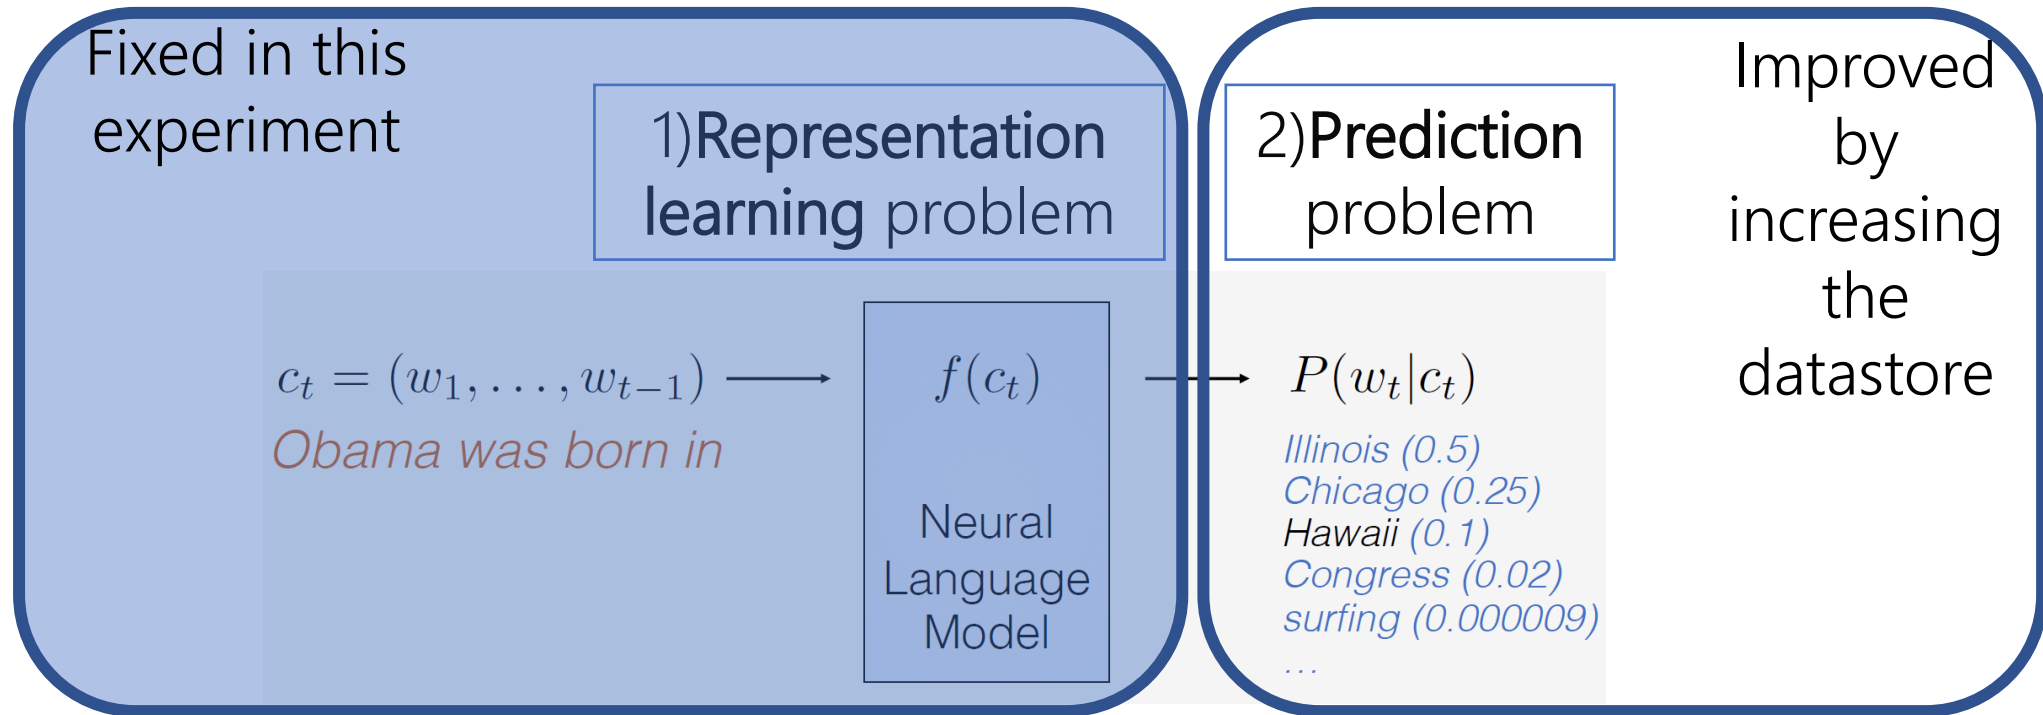 Fixed in this
experiment
1)Representation
learning problem
2)Prediction
problem
Improved
by
increasing
the
datastore
c_t = (w_1, . . . , w_{t−1})
Obama was born in
f(c_t)
Neural
Language
Model
P(w_t|c_t)
Illinois (0.5)
Chicago (0.25)
Hawaii (0.1)
Congress (0.02)
surfing (0.000009)
...